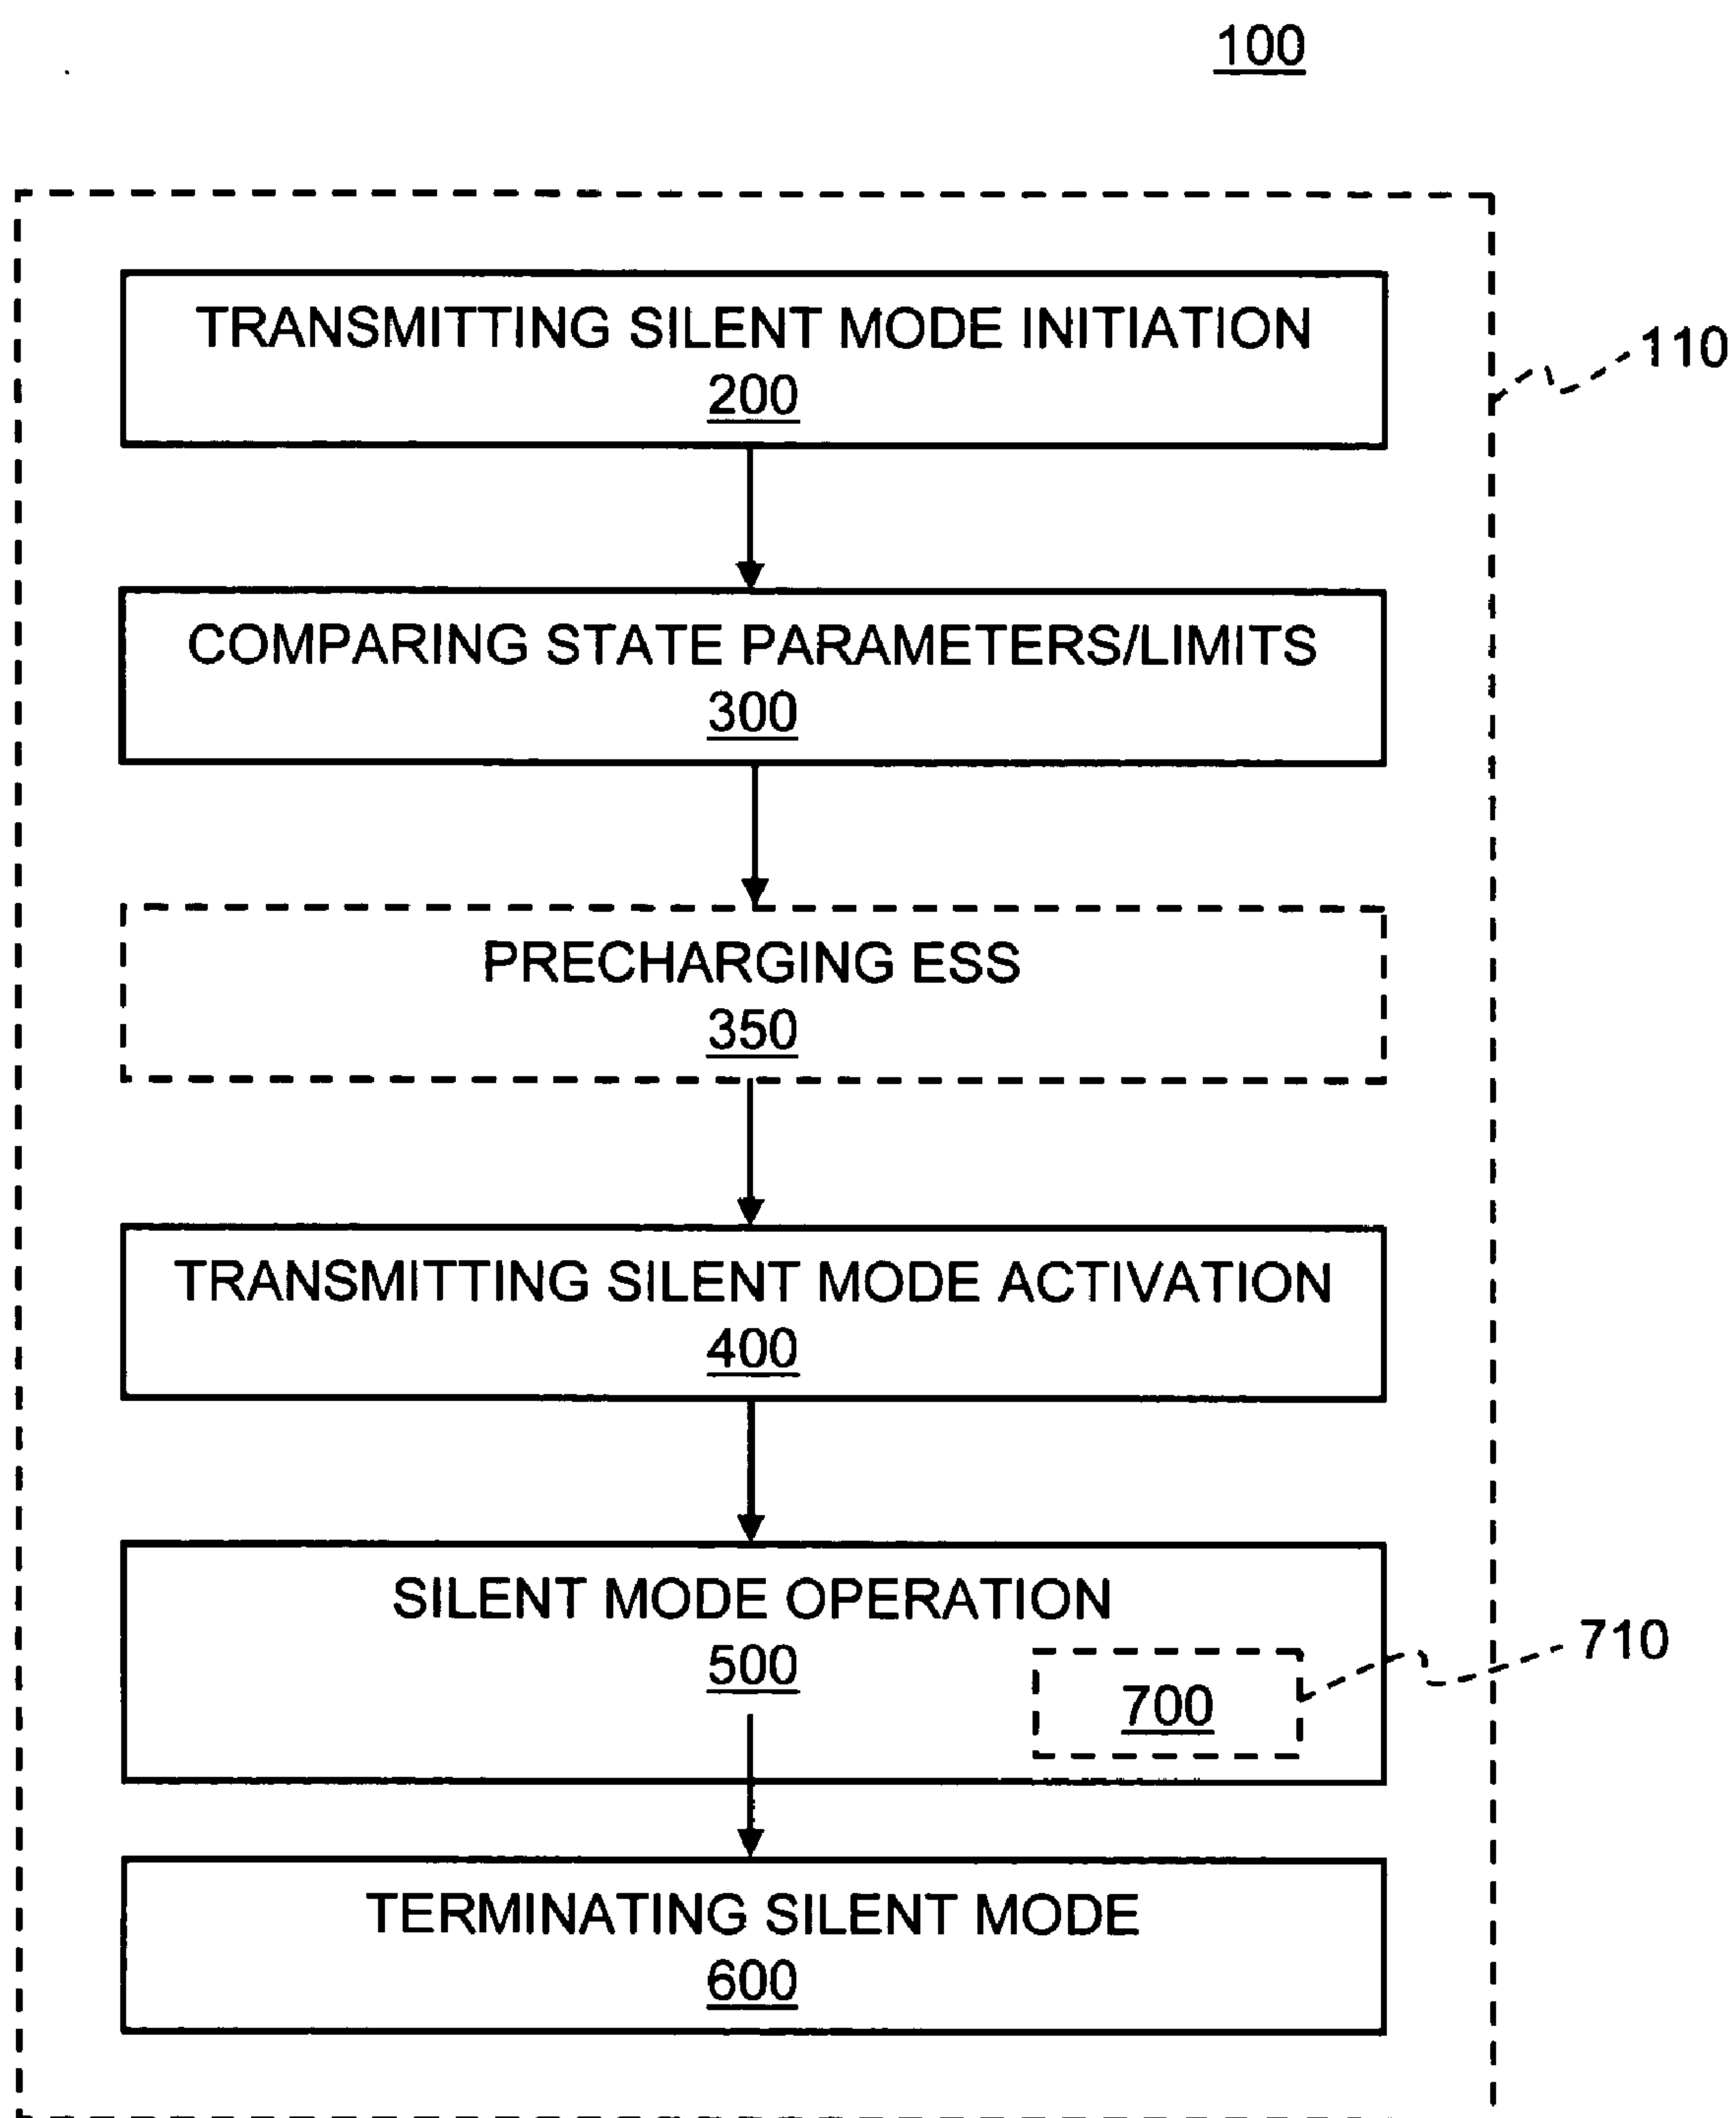 100
TRANSMITTING SILENT MODE INITIATION
200
110
COMPARING STATE PARAMETERS/LIMITS
300
PRECHARGING ESS
350
TRANSMITTING SILENT MODE ACTIVATION
400
SILENT MODE OPERATION
500
700
710
TERMINATING SILENT MODE
600